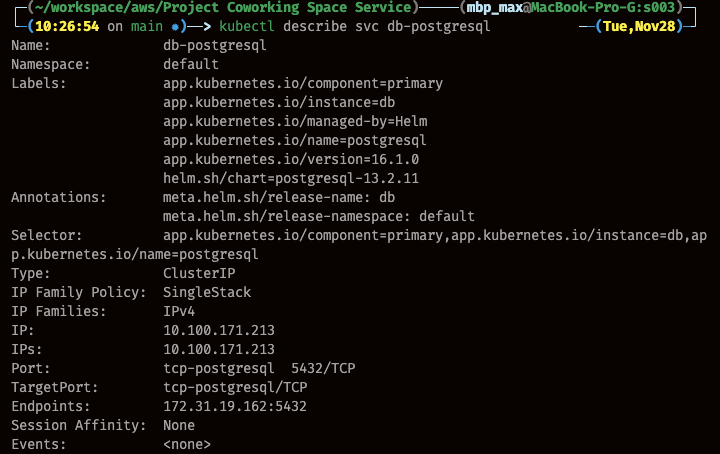 (~/workspace/aws/Project Coworking Space Service)——(mbp_max@MacBook-Pro-G:s003)
(10:26:54 on main ✹)——> kubectl describe svc db-postgresql ——(Tue,Nov28)
Name: db-postgresql
Namespace: default
Labels: app.kubernetes.io/component=primary
app.kubernetes.io/instance=db
app.kubernetes.io/managed-by=Helm
app.kubernetes.io/name=postgresql
app.kubernetes.io/version=16.1.0
helm.sh/chart=postgresql-13.2.11
Annotations: meta.helm.sh/release-name: db
meta.helm.sh/release-namespace: default
Selector: app.kubernetes.io/component=primary,app.kubernetes.io/instance=db,ap
p.kubernetes.io/name=postgresql
Type: ClusterIP
IP Family Policy: SingleStack
IP Families: IPv4
IP: 10.100.171.213
IPs: 10.100.171.213
Port: tcp-postgresql 5432/TCP
TargetPort: tcp-postgresql/TCP
Endpoints: 172.31.19.162:5432
Session Affinity: None
Events: <none>